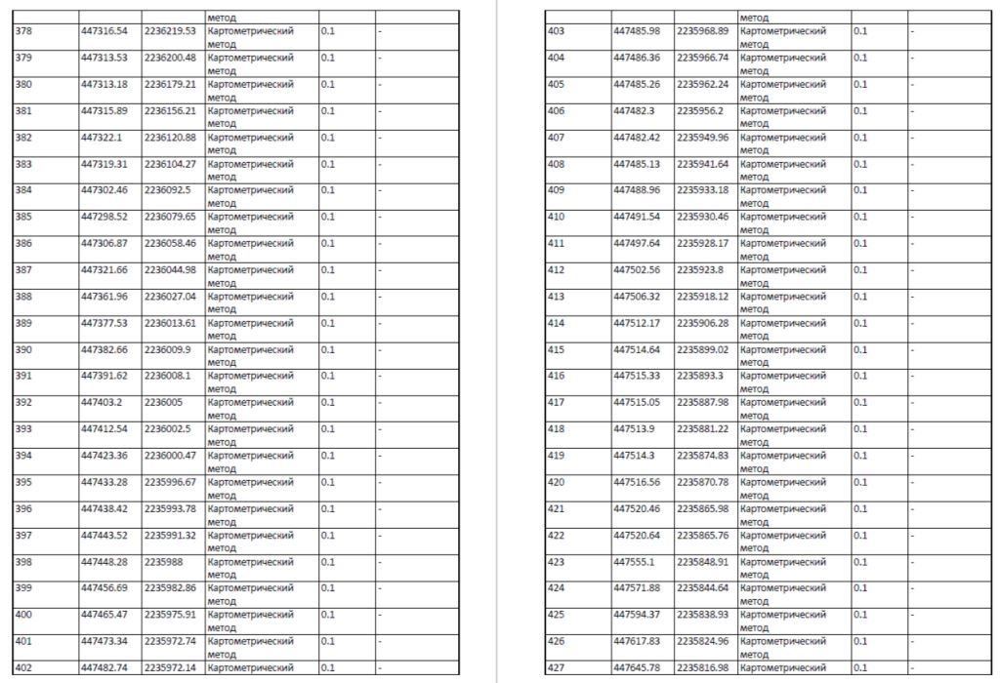 метод
378 447316.54 2236219.53 Картометрический 0.1 -
метод
379 447313.53 2236200.48 Картометрический 0.1 -
метод
380 447313.18 2236179.21 Картометрический 0.1 -
метод
381 447315.89 2236156.21 Картометрический 0.1 -
метод
382 447322.1 2236120.88 Картометрический 0.1 -
метод
383 447319.31 2236104.27 Картометрический 0.1 -
метод
384 447302.46 2236092.5 Картометрический 0.1 -
метод
385 447298.52 2236079.65 Картометрический 0.1 -
метод
386 447306.87 2236058.46 Картометрический 0.1 -
метод
387 447321.66 2236044.98 Картометрический 0.1 -
метод
388 447361.96 2236027.04 Картометрический 0.1 -
метод
389 447377.53 2236013.61 Картометрический 0.1 -
метод
390 447382.66 2236009.9 Картометрический 0.1 -
метод
391 447391.62 2236008.1 Картометрический 0.1 -
метод
392 447403.2 2236005 Картометрический 0.1 -
метод
393 447412.54 2236002.5 Картометрический 0.1 -
метод
394 447423.36 2236000.47 Картометрический 0.1 -
метод
395 447433.28 2235996.67 Картометрический 0.1 -
метод
396 447438.42 2235993.78 Картометрический 0.1 -
метод
397 447443.52 2235991.32 Картометрический 0.1 -
метод
398 447448.28 2235988 Картометрический 0.1 -
метод
399 447456.69 2235982.86 Картометрический 0.1 -
метод
400 447465.47 2235975.91 Картометрический 0.1 -
метод
401 447473.34 2235972.74 Картометрический 0.1 -
метод
402 447482.74 2235972.14 Картометрический 0.1 -
метод
403 447485.98 2235968.89 Картометрический 0.1 -
метод
404 447486.36 2235966.74 Картометрический 0.1 -
метод
405 447485.26 2235962.24 Картометрический 0.1 -
метод
406 447482.3 2235956.2 Картометрический 0.1 -
метод
407 447482.42 2235949.96 Картометрический 0.1 -
метод
408 447485.13 2235941.64 Картометрический 0.1 -
метод
409 447488.96 2235933.18 Картометрический 0.1 -
метод
410 447491.54 2235930.46 Картометрический 0.1 -
метод
411 447497.64 2235928.17 Картометрический 0.1 -
метод
412 447502.56 2235923.8 Картометрический 0.1 -
метод
413 447506.32 2235918.12 Картометрический 0.1 -
метод
414 447512.17 2235906.28 Картометрический 0.1 -
метод
415 447514.64 2235899.02 Картометрический 0.1 -
метод
416 447515.33 2235893.3 Картометрический 0.1 -
метод
417 447515.05 2235887.98 Картометрический 0.1 -
метод
418 447513.9 2235881.22 Картометрический 0.1 -
метод
419 447514.3 2235874.83 Картометрический 0.1 -
метод
420 447516.56 2235870.78 Картометрический 0.1 -
метод
421 447520.46 2235865.98 Картометрический 0.1 -
метод
422 447520.64 2235865.76 Картометрический 0.1 -
метод
423 447555.1 2235848.91 Картометрический 0.1 -
метод
424 447571.88 2235844.64 Картометрический 0.1 -
метод
425 447594.37 2235838.93 Картометрический 0.1 -
метод
426 447617.83 2235824.96 Картометрический 0.1 -
метод
427 447645.78 2235816.98 Картометрический 0.1 -